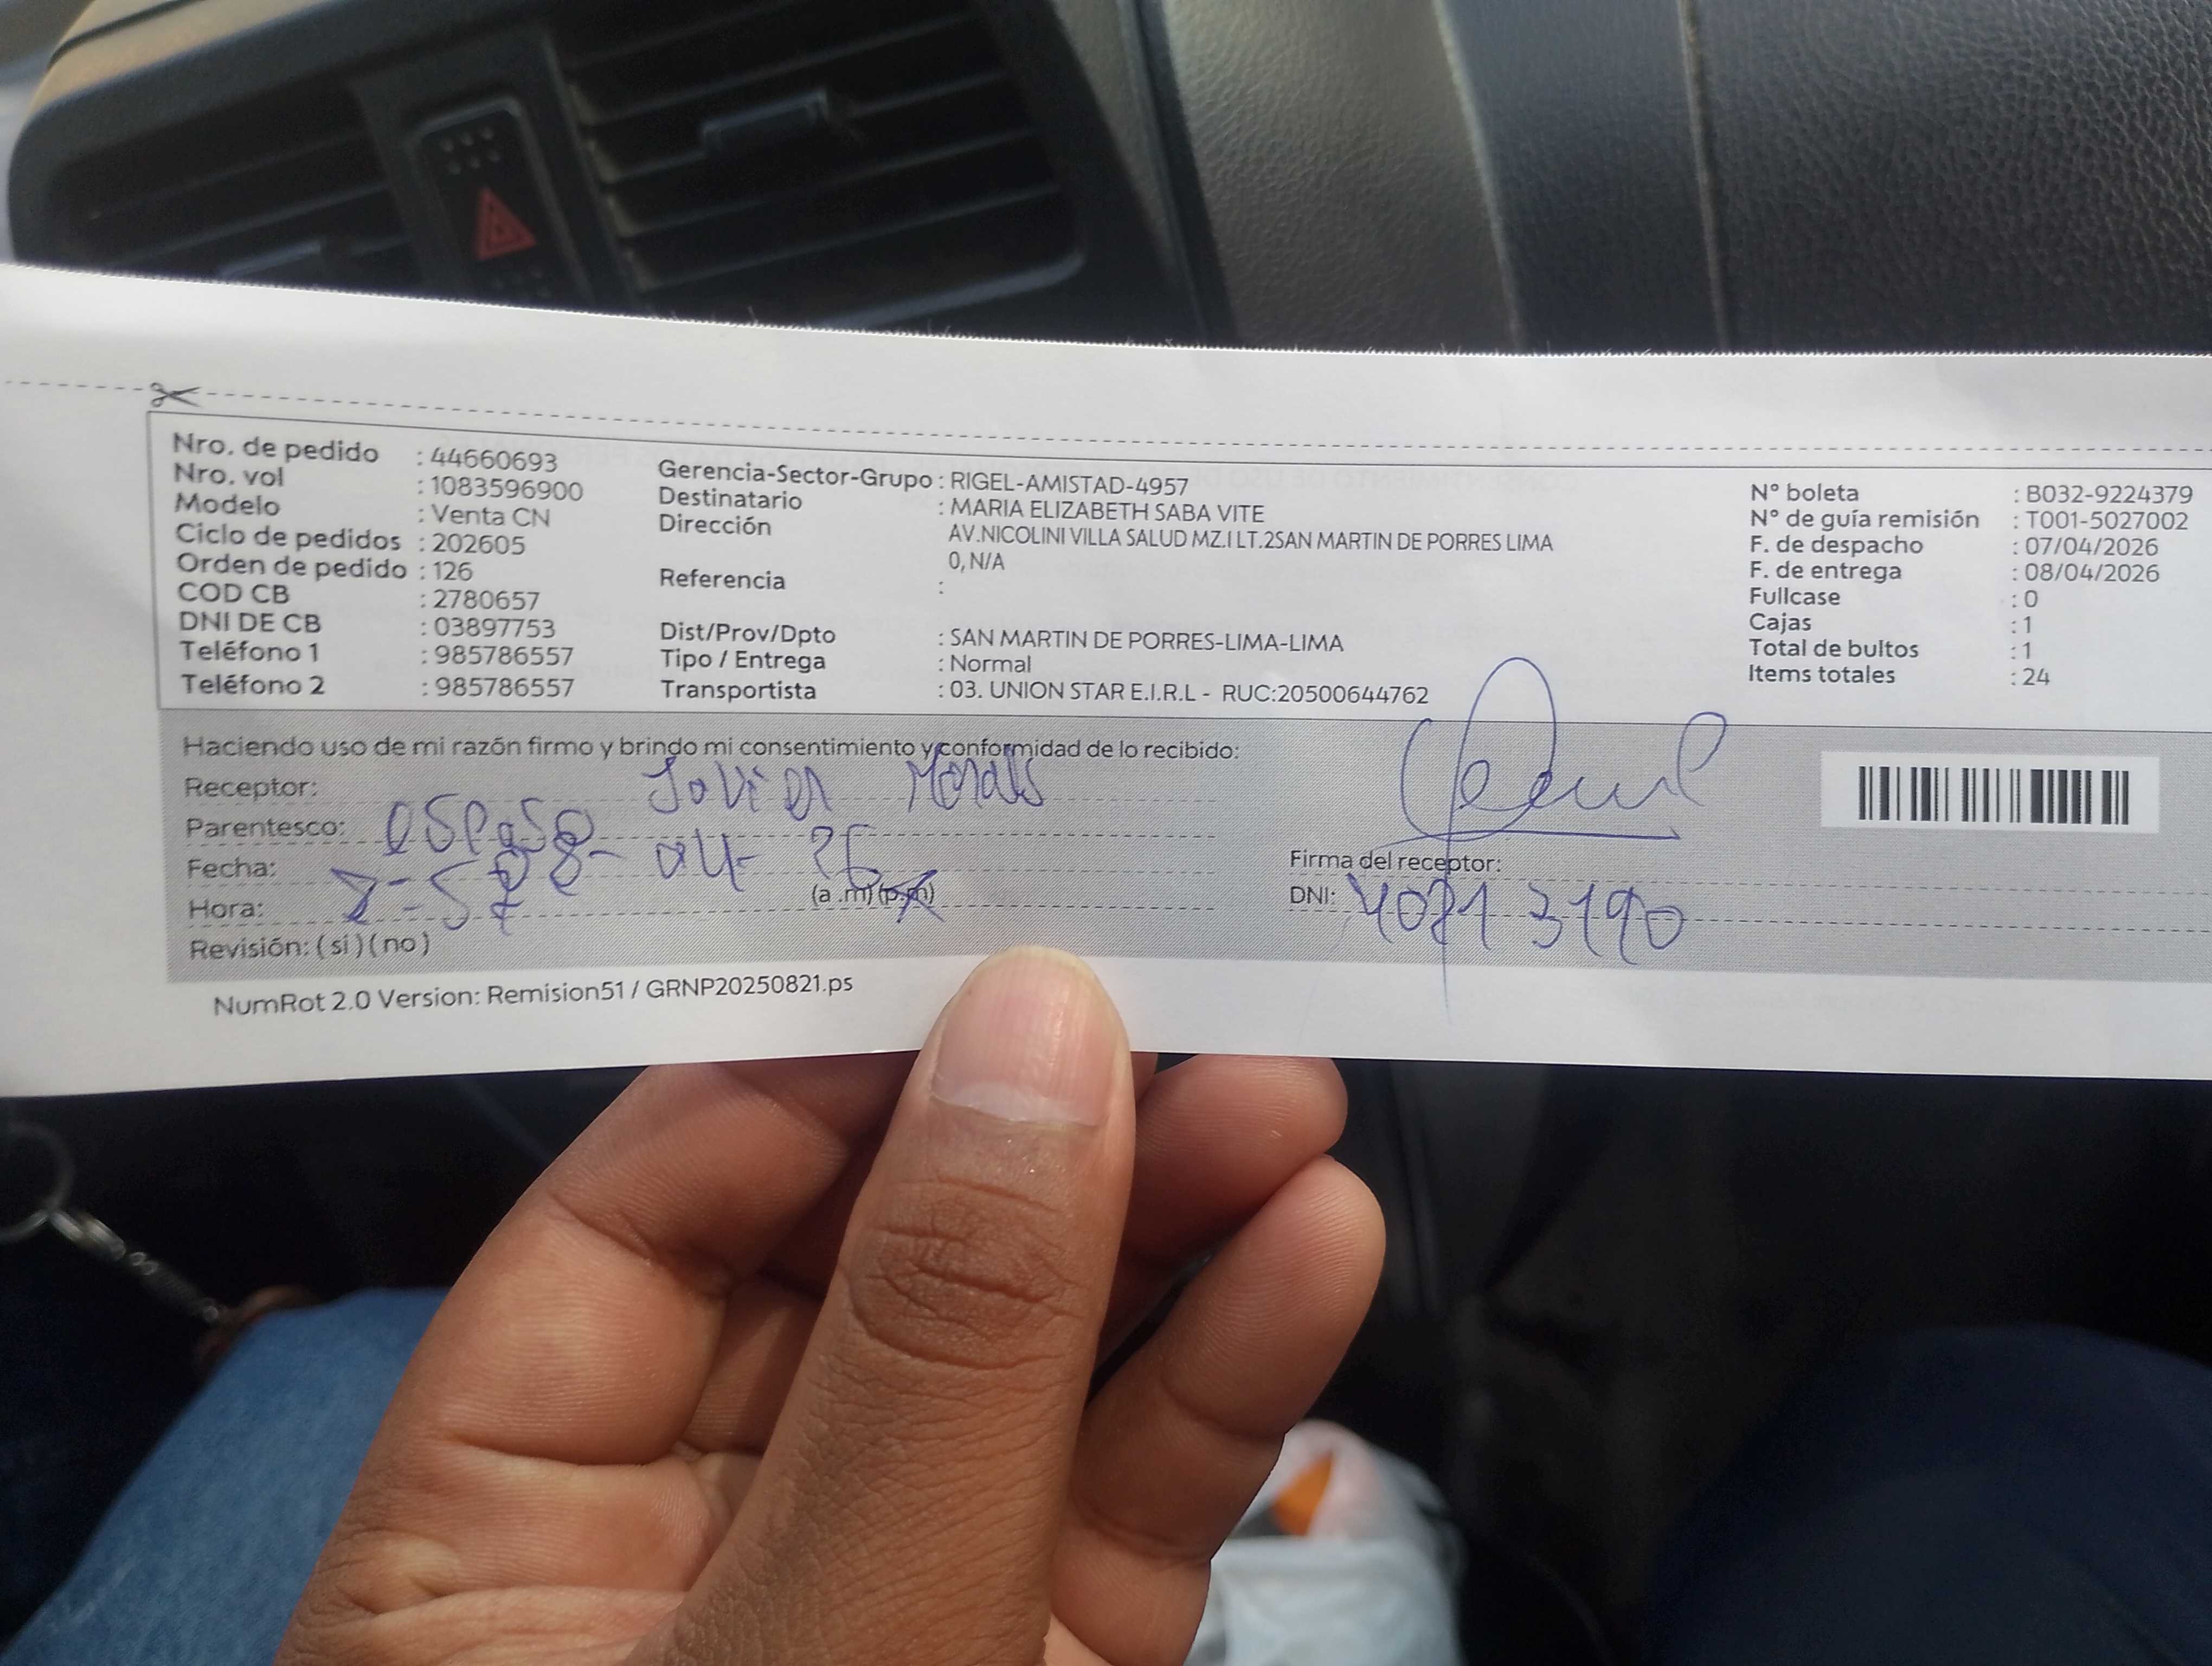 Nro. de pedido : 44660693
Nro. vol : 1083596900
Modelo : Venta CN
Ciclo de pedidos : 202605
Orden de pedido : 126
COD CB : 2780657
DNI DE CB : 03897753
Teléfono 1 : 985786557
Teléfono 2 : 985786557
Gerencia-Sector-Grupo : RIGEL-AMISTAD-4957
Destinatario : MARIA ELIZABETH SABA VITE
Dirección AV.NICOLINI VILLA SALUD MZ.I LT.2SAN MARTIN DE PORRES LIMA
0, N/A
Referencia :
Dist/Prov/Dpto : SAN MARTIN DE PORRES-LIMA-LIMA
Tipo / Entrega : Normal
Transportista : 03. UNION STAR E.I.R.L - RUC:20500644762
N° boleta : B032-9224379
N° de guía remisión : T001-5027002
F. de despacho : 07/04/2026
F. de entrega : 08/04/2026
Fullcase : 0
Cajas : 1
Total de bultos : 1
Items totales : 24
Haciendo uso de mi razón firmo y brindo mi consentimiento y conformidad de lo recibido:
Receptor: Javier Morals
Parentesco: esposo
Fecha: 08- 04- 26
Hora: (a .m) (p.m)
Revisión: ( si ) ( no )
Firma del receptor:
DNI:
NumRot 2.0 Version: Remision51 / GRNP20250821.ps